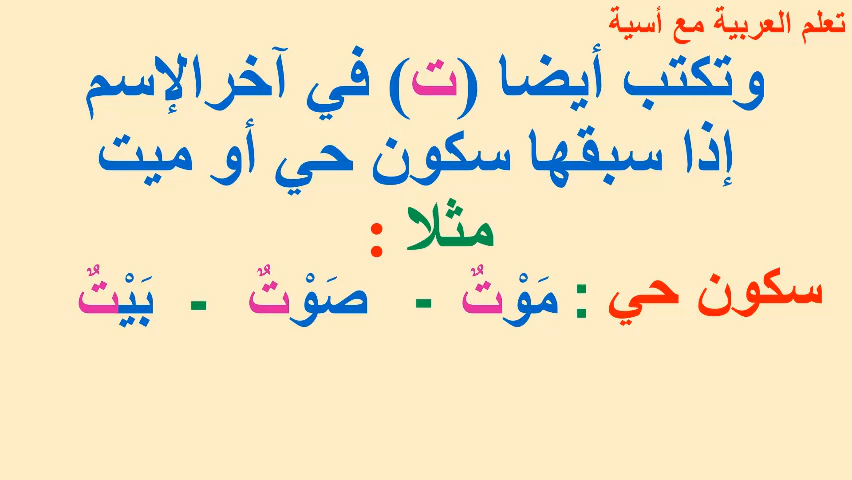 تعلم العربية مع أسية
وتكتب أيضا (ت) في آخرالإسم
إذا سبقها سكون حي أو ميت
مثلا :
سكون حي : مَوْتٌ - صَوْتٌ - بَيْتٌ